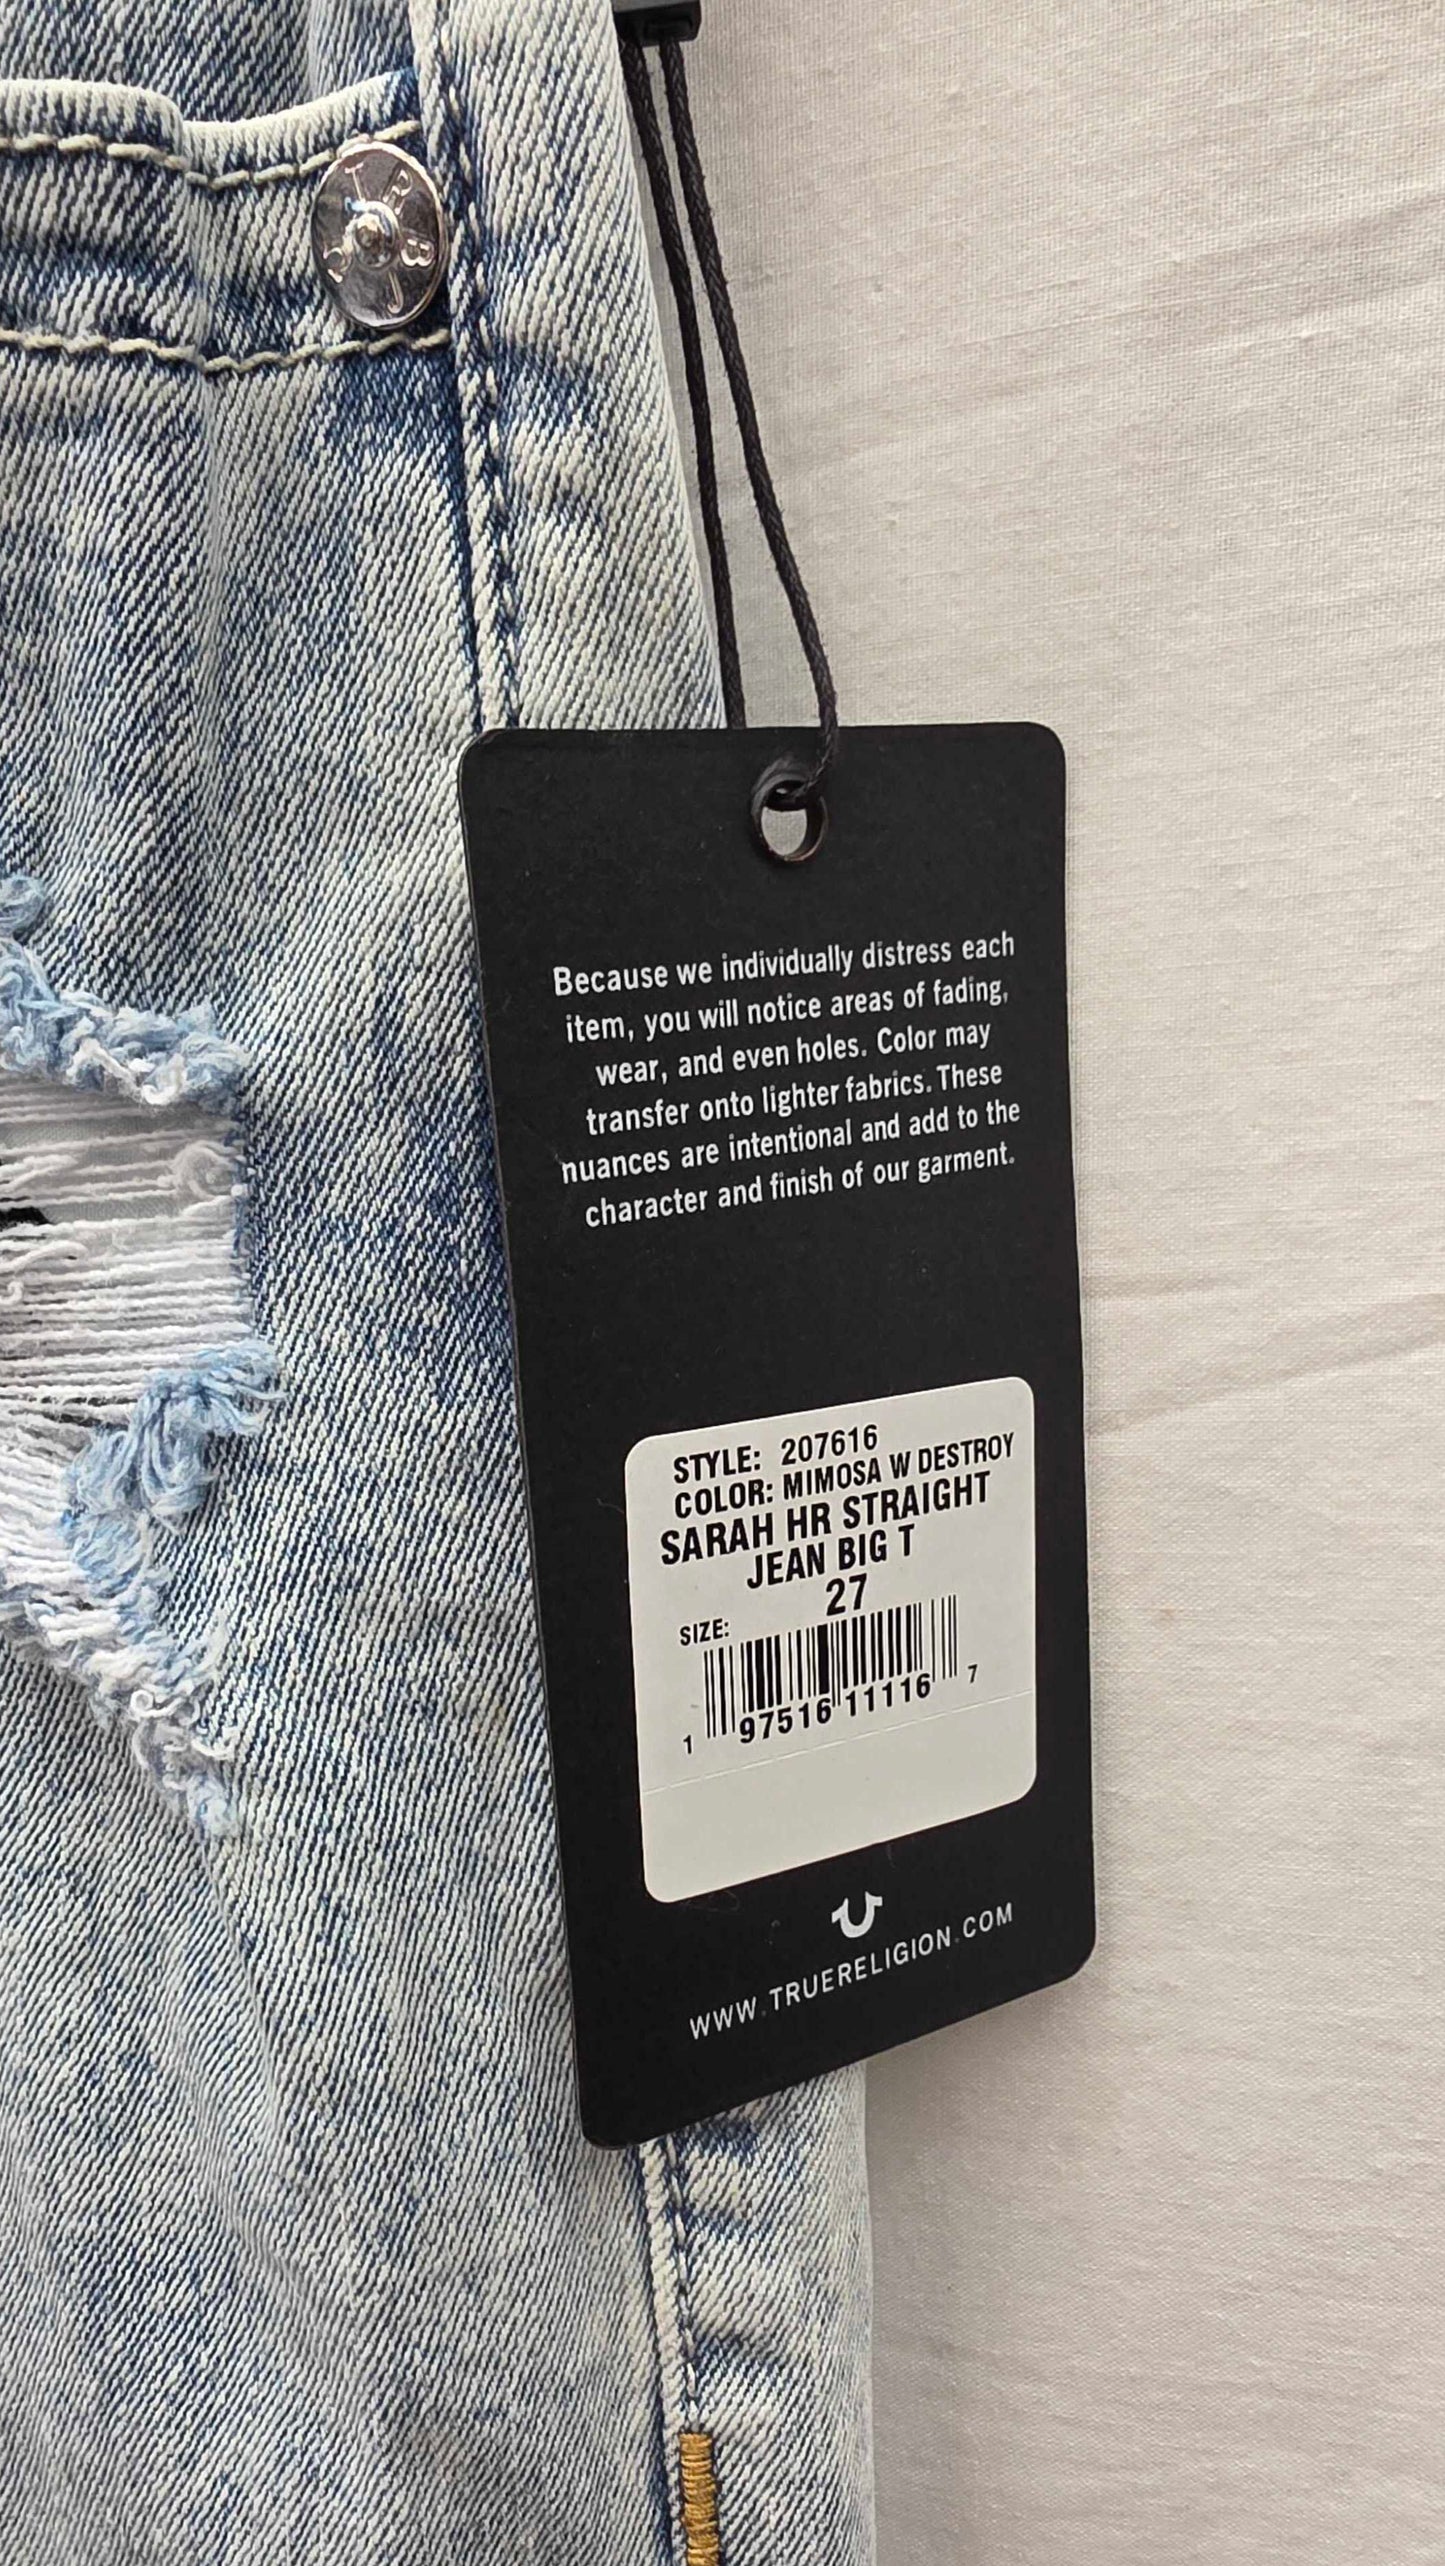 TRBJC
Because we individually distress each
item, you will notice areas of fading,
wear, and even holes. Color may
transfer onto lighter fabrics. These
nuances are intentional and add to the
character and finish of our garment.
STYLE: 207616
COLOR: MIMOSA W DESTROY
SARAH HR STRAIGHT
JEAN BIG T
27
SIZE:
1 97516 11116 7
WWW.TRUERELIGION.COM